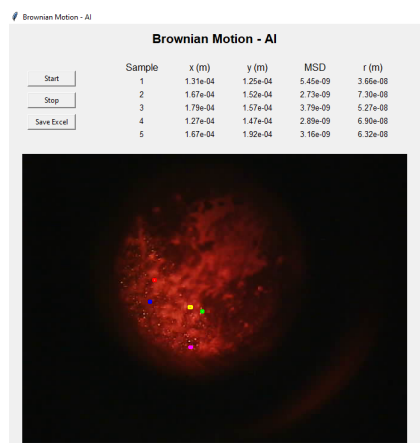 Brownian Motion - AI
Brownian Motion - AI
Start
Stop
Save Excel
Sample x (m) y (m) MSD r (m)
1 1.31e-04 1.25e-04 5.45e-09 3.66e-08
2 1.67e-04 1.52e-04 2.73e-09 7.30e-08
3 1.79e-04 1.57e-04 3.79e-09 5.27e-08
4 1.27e-04 1.47e-04 2.89e-09 6.90e-08
5 1.67e-04 1.92e-04 3.16e-09 6.32e-08